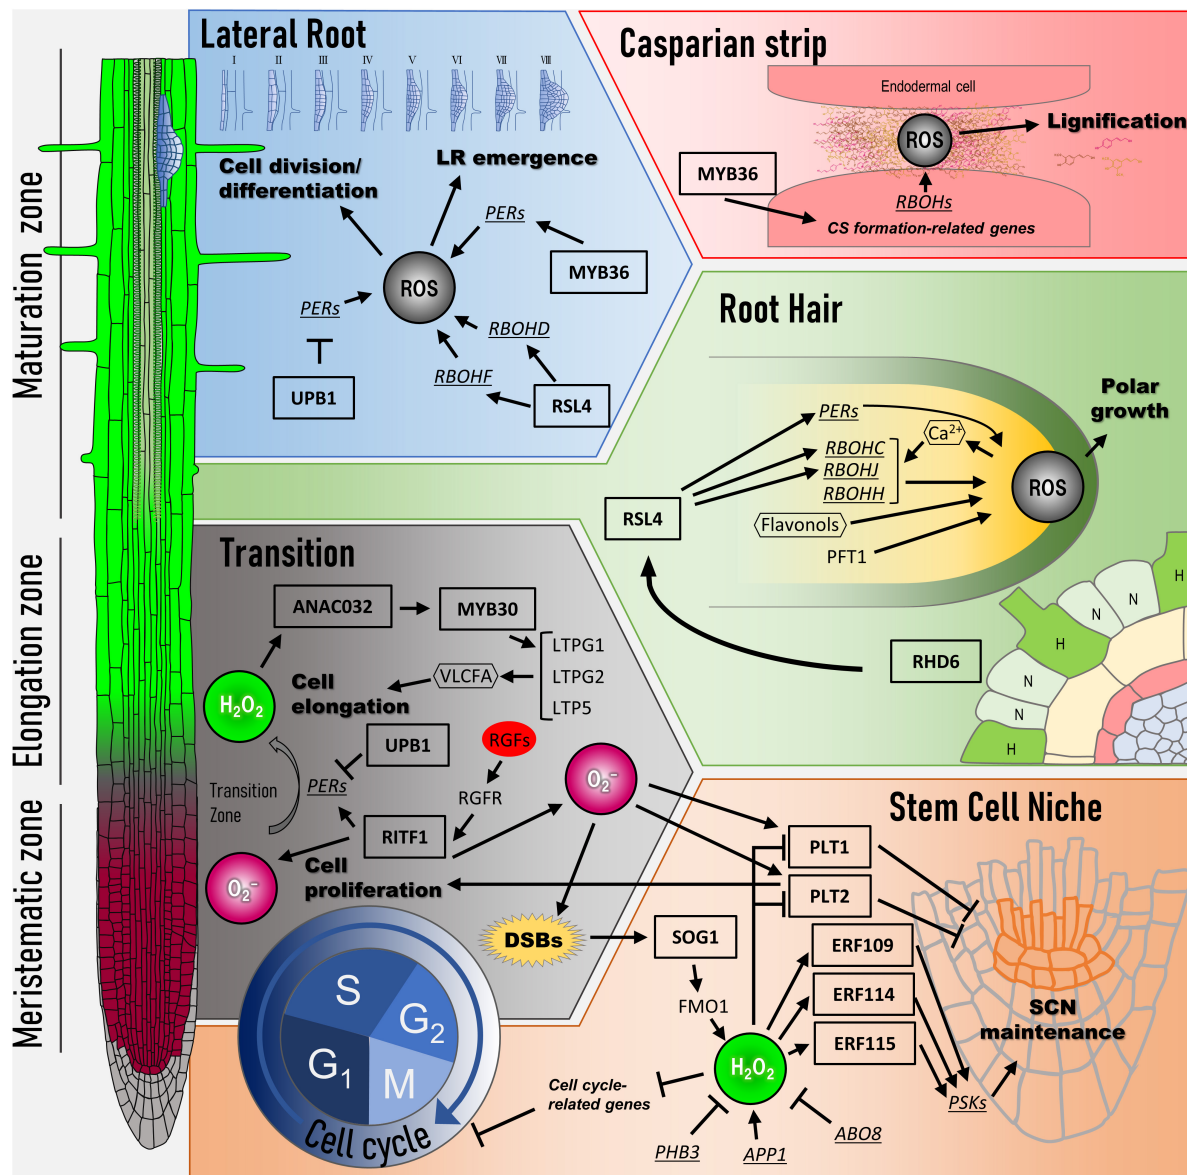 Maturation zone
Elongation zone
Meristematic zone
Lateral Root
I II III IV V VI VII VIII
Cell division/
differentiation
LR emergence
PERs
MYB36
ROS
PERs
RBOHD
RBOHF
UPB1
RSL4
Casparian strip
Endodermal cell
ROS
Lignification
MYB36
RBOHs
CS formation-related genes
Root Hair
Polar
growth
PERs
Ca2+
RBOHC
RBOHJ
RBOHH
ROS
RSL4
Flavonols
PFT1
RHD6
H
N
N
H
N
N
H
Transition
ANAC032
MYB30
LTPG1
LTPG2
LTP5
VLCFA
Cell
elongation
H2O2
UPB1
RGFs
PERs
RGFR
Transition
Zone
RITF1
O2−
O2−
Cell
proliferation
DSBs
S
G2
G1
M
Cell cycle
Stem Cell Niche
PLT1
PLT2
SOG1
ERF109
FMO1
ERF114
ERF115
SCN
maintenance
H2O2
PSKs
Cell cycle-
related genes
PHB3
APP1
ABO8